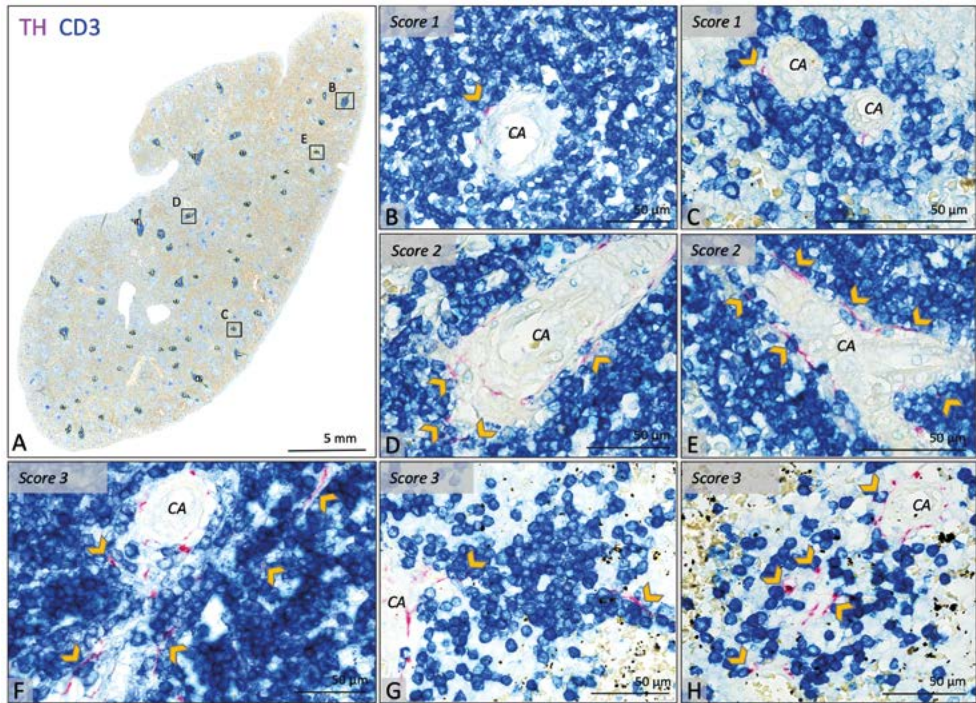 TH CD3
B
E
D
C
A
5 mm
Score 1
CA
B
50 µm
Score 1
CA
CA
C
50 µm
Score 2
CA
D
50 µm
Score 2
CA
E
50 µm
Score 3
CA
F
50 µm
Score 3
CA
G
50 µm
Score 3
CA
H
50 µm